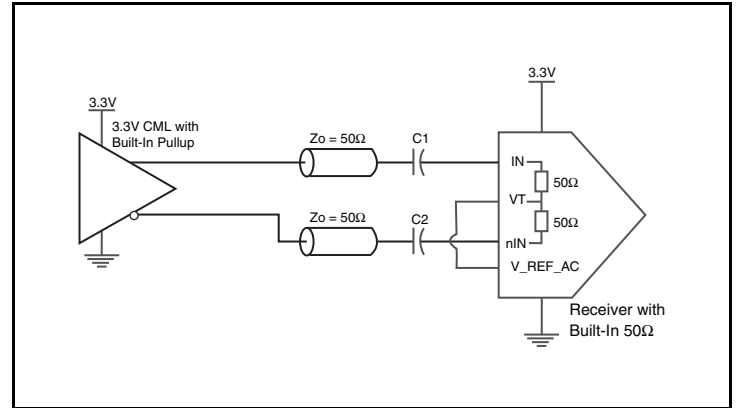 3.3V
3.3V
3.3V CML with
Built-In Pullup
Zo = 50Ω
C1
IN
50Ω
VT
Zo = 50Ω
C2
50Ω
nIN
V_REF_AC
Receiver with
Built-In 50Ω